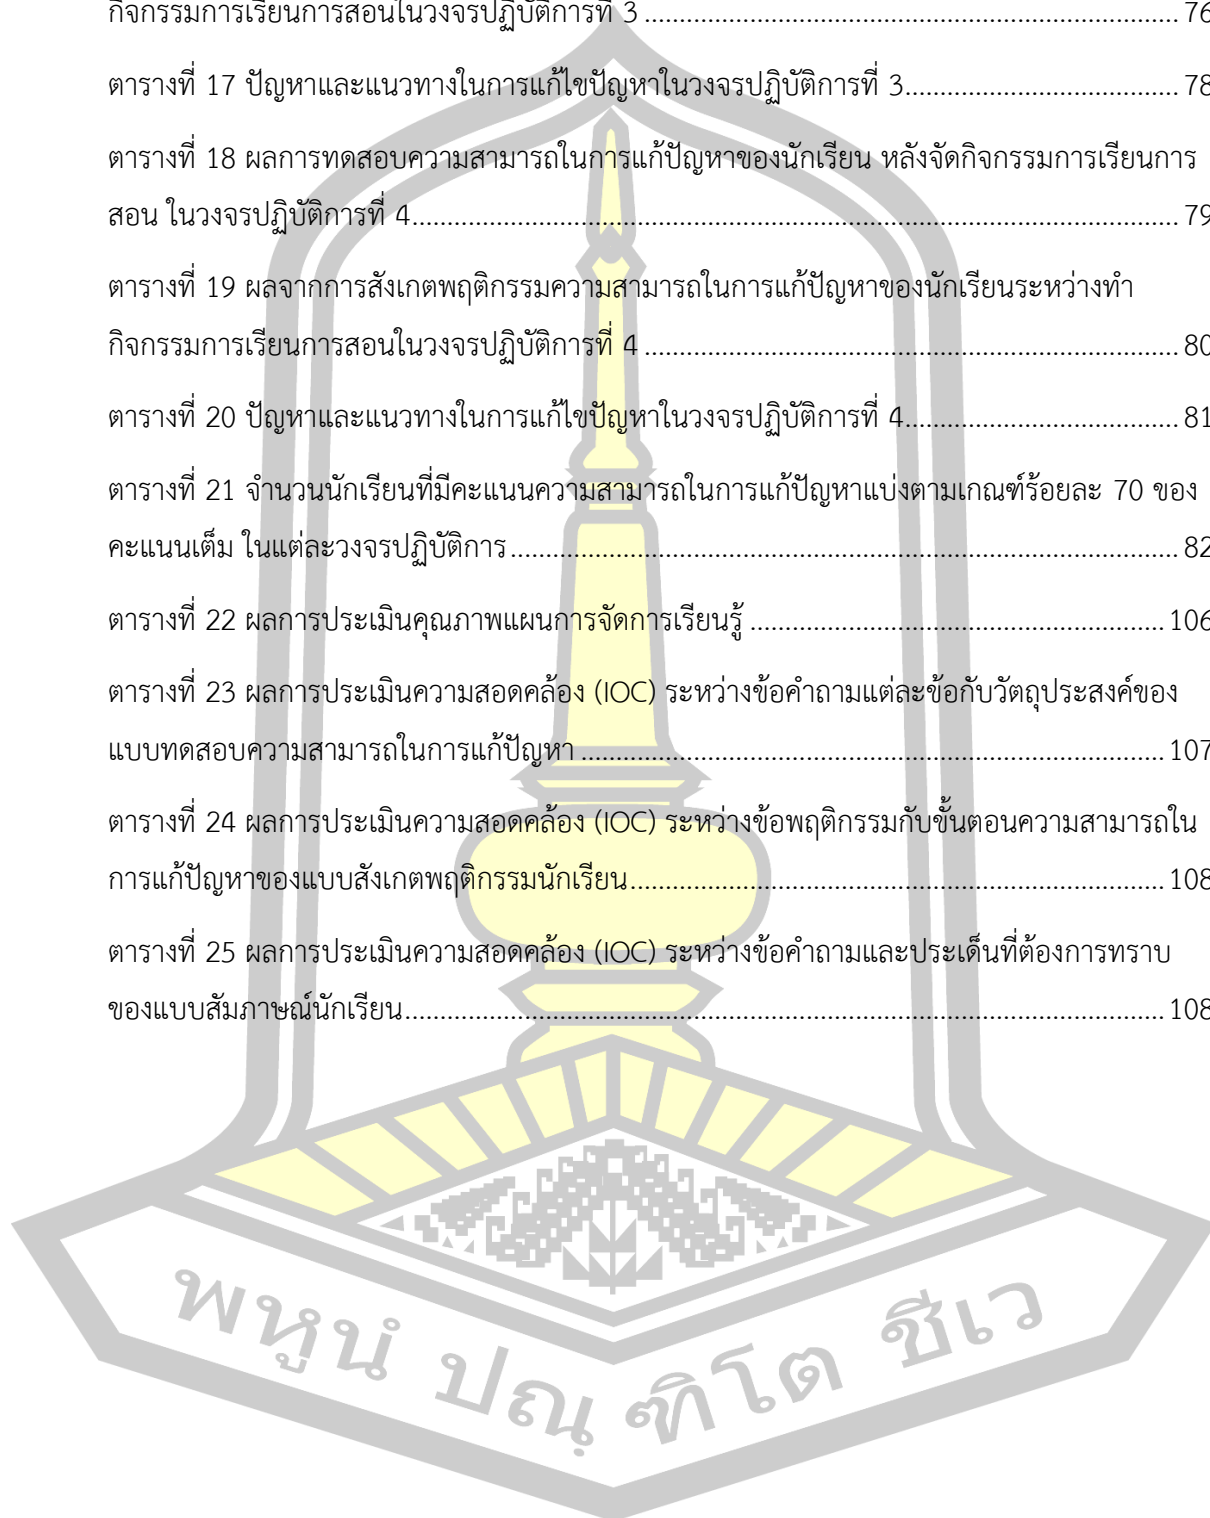 กิจกรรมการเรียนการสอนในวงจรปฏิบัติการที่ 3 ........................................ 76
ตารางที่ 17 ปัญหาและแนวทางในการแก้ไขปัญหาในวงจรปฏิบัติการที่ 3........................ 78
ตารางที่ 18 ผลการทดสอบความสามารถในการแก้ปัญหาของนักเรียน หลังจัดกิจกรรมการเรียนการ
สอน ในวงจรปฏิบัติการที่ 4............................................................ 79
ตารางที่ 19 ผลจากการสังเกตพฤติกรรมความสามารถในการแก้ปัญหาของนักเรียนระหว่างทำ
กิจกรรมการเรียนการสอนในวงจรปฏิบัติการที่ 4 ........................................ 80
ตารางที่ 20 ปัญหาและแนวทางในการแก้ไขปัญหาในวงจรปฏิบัติการที่ 4........................ 81
ตารางที่ 21 จำนวนนักเรียนที่มีคะแนนความสามารถในการแก้ปัญหาแบ่งตามเกณฑ์ร้อยละ 70 ของ
คะแนนเต็ม ในแต่ละวงจรปฏิบัติการ .................................................... 82
ตารางที่ 22 ผลการประเมินคุณภาพแผนการจัดการเรียนรู้ ................................ 106
ตารางที่ 23 ผลการประเมินความสอดคล้อง (IOC) ระหว่างข้อคำถามแต่ละข้อกับวัตถุประสงค์ของ
แบบทดสอบความสามารถในการแก้ปัญหา .............................................. 107
ตารางที่ 24 ผลการประเมินความสอดคล้อง (IOC) ระหว่างข้อพฤติกรรมกับขั้นตอนความสามารถใน
การแก้ปัญหาของแบบสังเกตพฤติกรรมนักเรียน.......................................... 108
ตารางที่ 25 ผลการประเมินความสอดคล้อง (IOC) ระหว่างข้อคำถามและประเด็นที่ต้องการทราบ
ของแบบสัมภาษณ์นักเรียน............................................................ 108
พหูนํ ปณฺฑิโต ชีเว